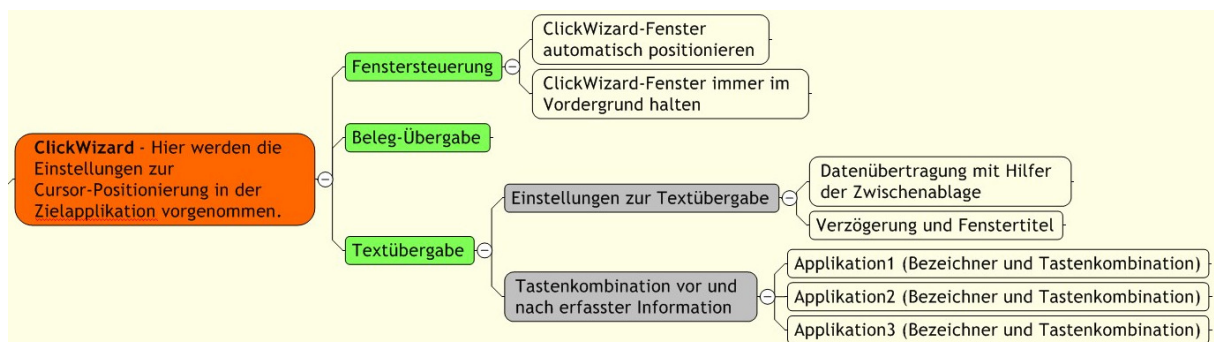 ClickWizard - Hier werden die
Einstellungen zur
Cursor-Positionierung in der
Zielapplikation vorgenommen.
Fenstersteuerung
ClickWizard-Fenster
automatisch positionieren
ClickWizard-Fenster immer im
Vordergrund halten
Beleg-Übergabe
Textübergabe
Einstellungen zur Textübergabe
Datenübertragung mit Hilfer
der Zwischenablage
Verzögerung und Fenstertitel
Tastenkombination vor und
nach erfasster Information
Applikation1 (Bezeichner und Tastenkombination)
Applikation2 (Bezeichner und Tastenkombination)
Applikation3 (Bezeichner und Tastenkombination)